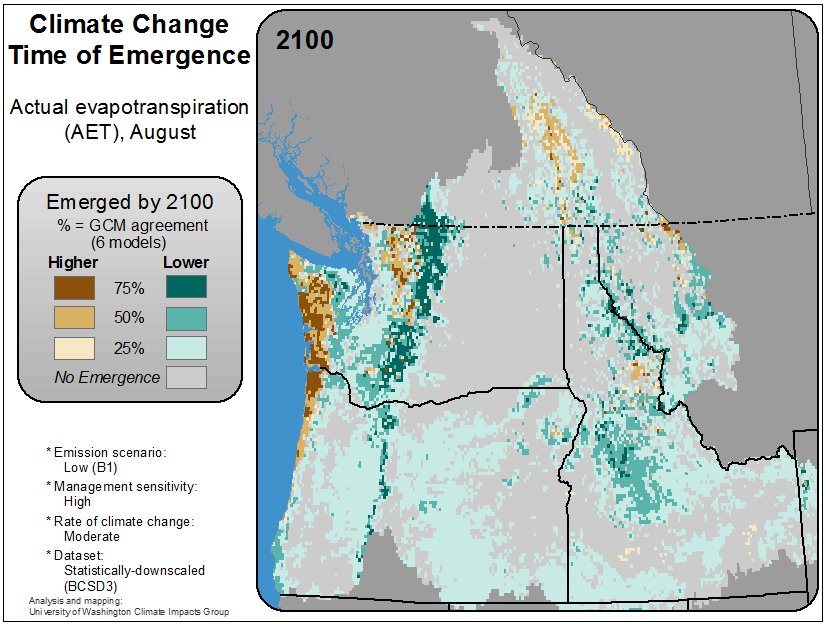 Climate Change
Time of Emergence
Actual evapotranspiration
(AET), August
Emerged by 2100
% = GCM agreement
(6 models)
Higher Lower
75%
50%
25%
No Emergence
* Emission scenario:
Low (B1)
* Management sensitivity:
High
* Rate of climate change:
Moderate
* Dataset:
Statistically-downscaled
(BCSD3)
Analysis and mapping:
University of Washington Climate Impacts Group
2100